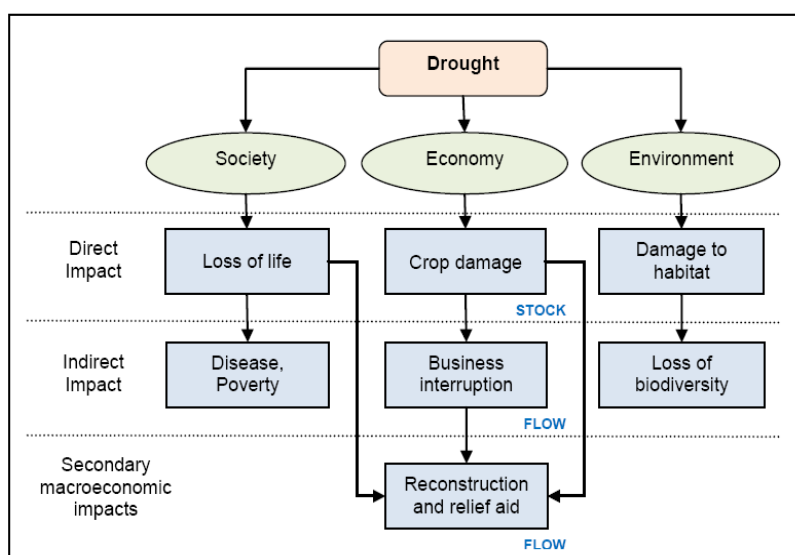 Drought
Society
Economy
Environment
Direct
Impact
Loss of life
Crop damage
Damage to
habitat
STOCK
Indirect
Impact
Disease,
Poverty
Business
interruption
Loss of
biodiversity
FLOW
Secondary
macroeconomic
impacts
Reconstruction
and relief aid
FLOW